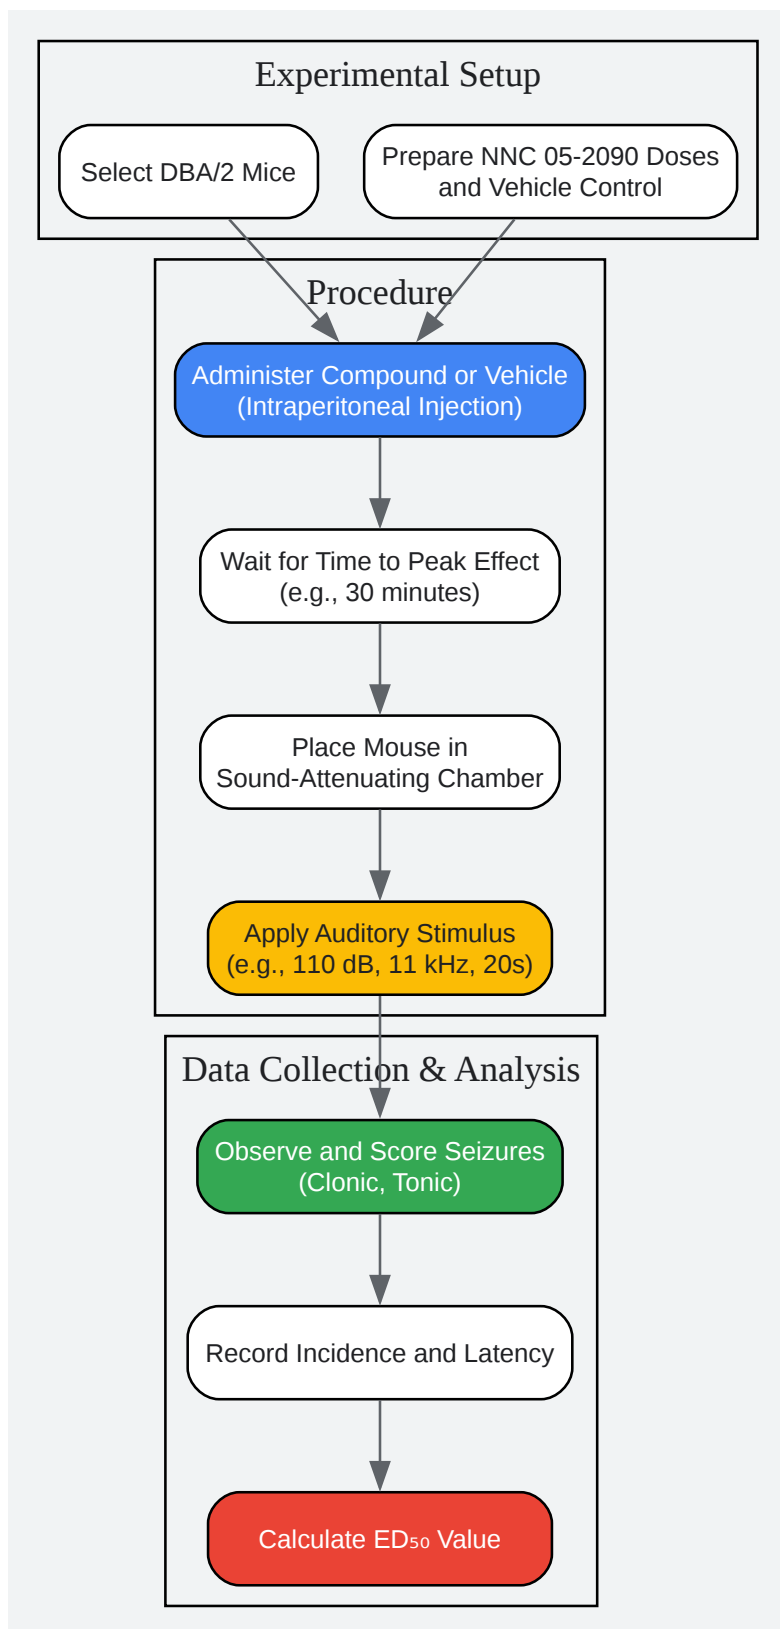 Experimental Setup
Select DBA/2 Mice
Prepare NNC 05-2090 Doses
and Vehicle Control
Procedure
Administer Compound or Vehicle
(Intraperitoneal Injection)
Wait for Time to Peak Effect
(e.g., 30 minutes)
Place Mouse in
Sound-Attenuating Chamber
Apply Auditory Stimulus
(e.g., 110 dB, 11 kHz, 20s)
Data Collection & Analysis
Observe and Score Seizures
(Clonic, Tonic)
Record Incidence and Latency
Calculate ED₅₀ Value